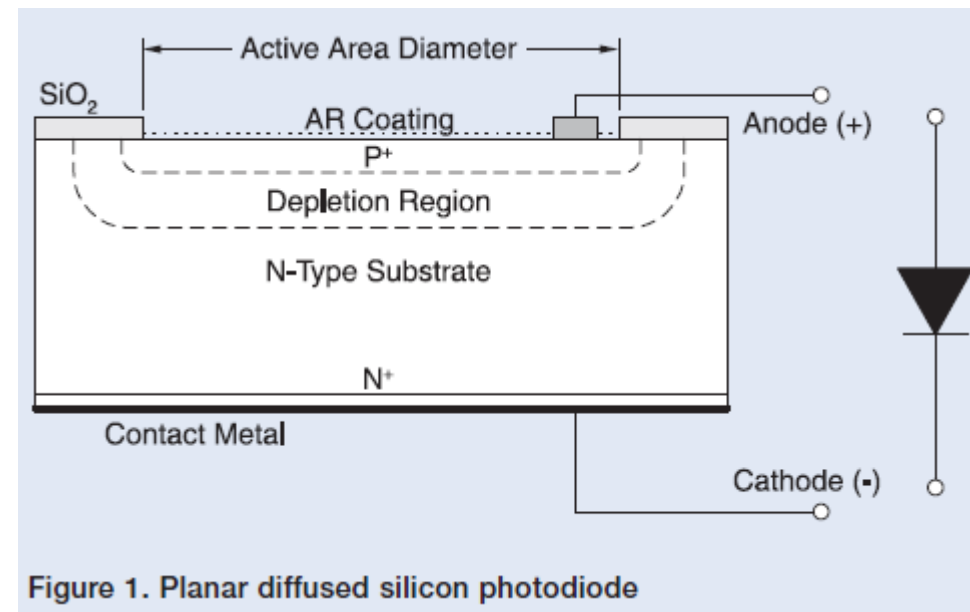 Active Area Diameter
SiO₂
AR Coating
Anode (+)
P⁺
Depletion Region
N-Type Substrate
N⁺
Contact Metal
Cathode (-)
Figure 1. Planar diffused silicon photodiode